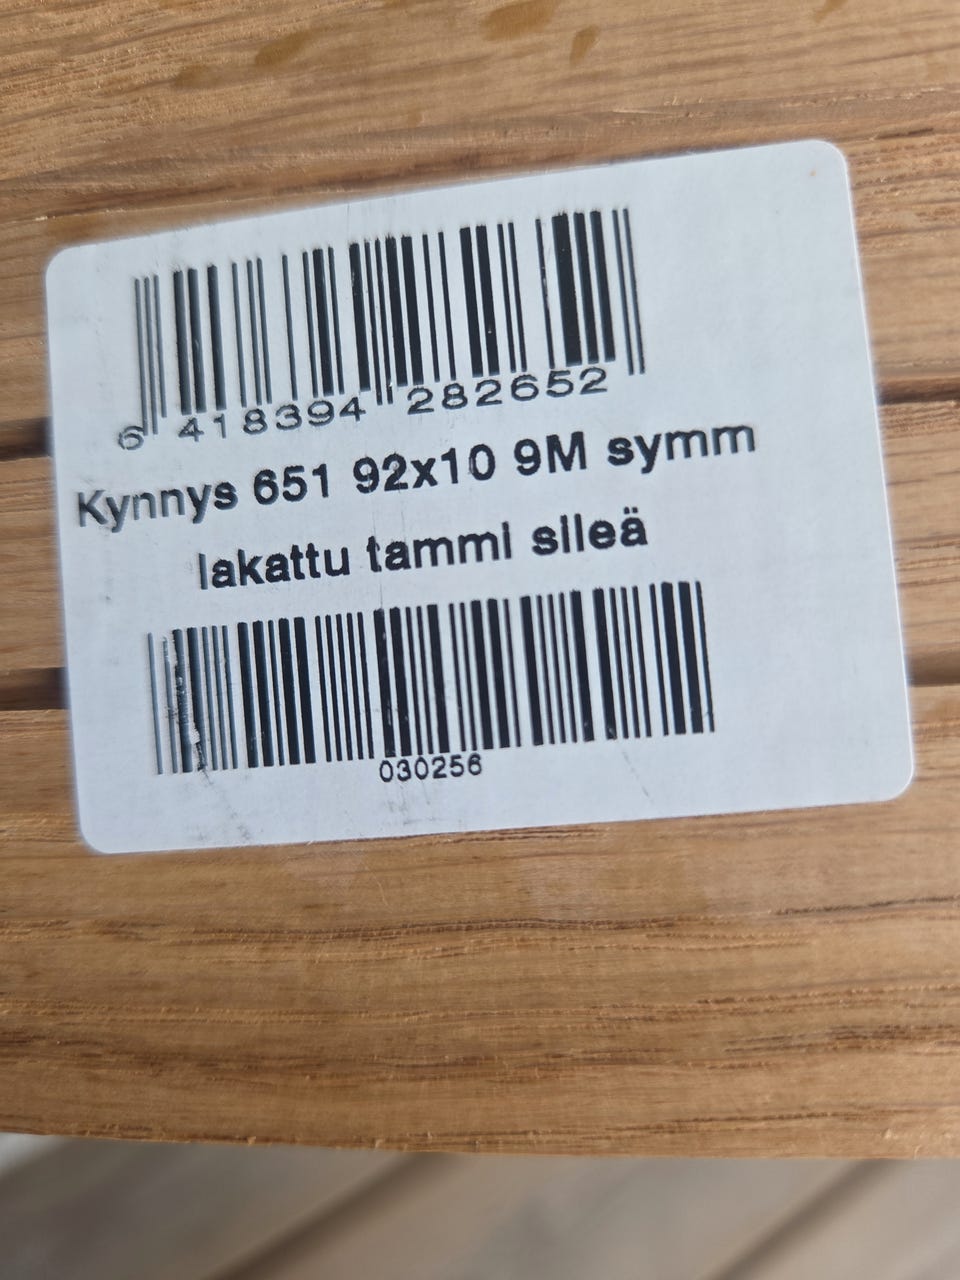 6 418394 282652
Kynnys 651 92x10 9M symm
lakattu tammi sileä
030256